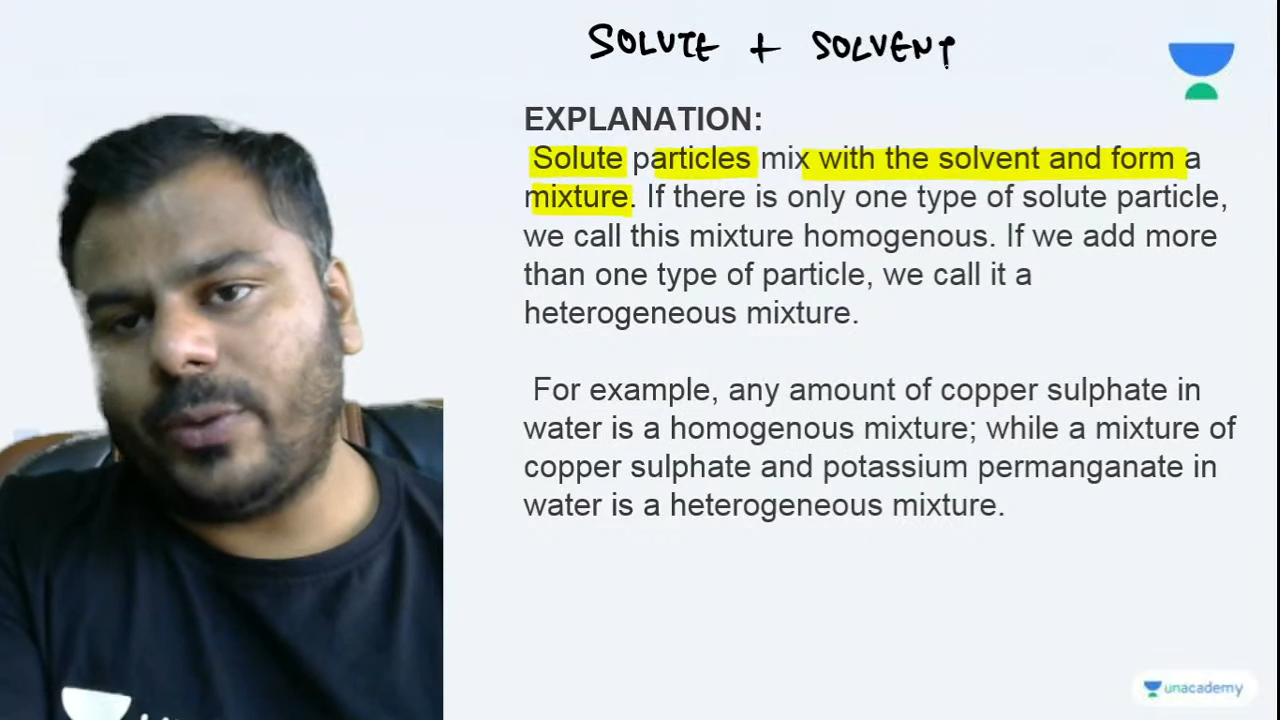 SOLUTE + SOLVENT
EXPLANATION:
Solute particles mix with the solvent and form a
mixture. If there is only one type of solute particle,
we call this mixture homogenous. If we add more
than one type of particle, we call it a
heterogeneous mixture.
For example, any amount of copper sulphate in
water is a homogenous mixture; while a mixture of
copper sulphate and potassium permanganate in
water is a heterogeneous mixture.
unacademy